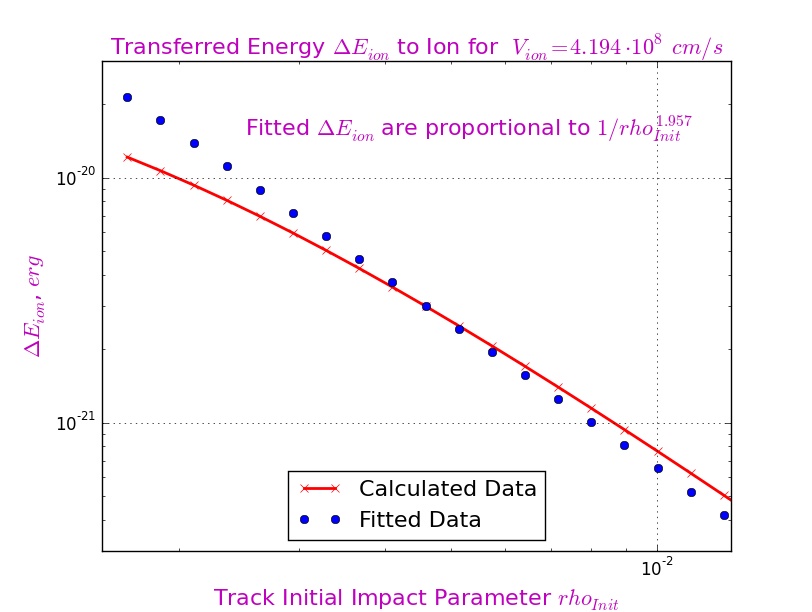 Transferred Energy ΔE_ion to Ion for V_ion=4.194·10^8 cm/s
Fitted ΔE_ion are proportional to 1/rho_Init^1.957
10^-20
ΔE_ion, erg
10^-21
Calculated Data
Fitted Data
10^-2
Track Initial Impact Parameter rho_Init